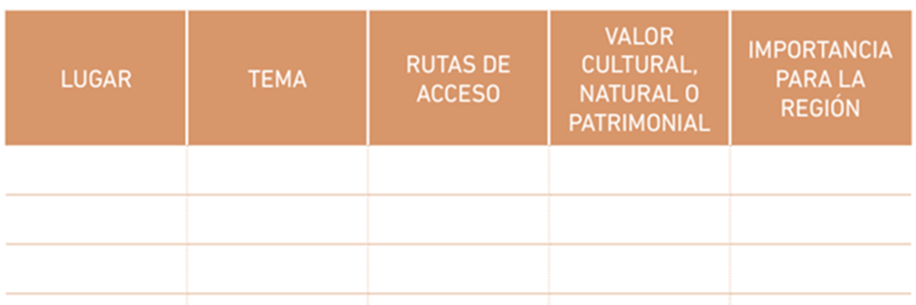 LUGAR
TEMA
RUTAS DE
ACCESO
VALOR
CULTURAL,
NATURAL O
PATRIMONIAL
IMPORTANCIA
PARA LA
REGIÓN